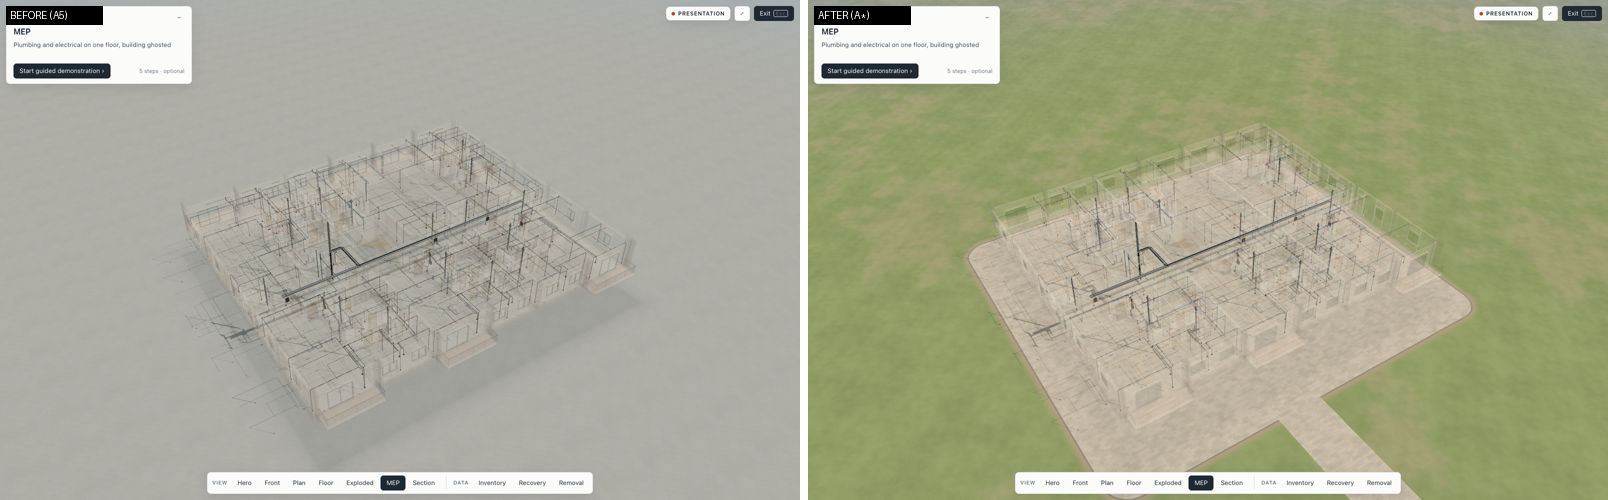 BEFORE (A5)
MEP
Plumbing and electrical on one floor, building ghosted
Start guided demonstration ›
5 steps · optional
PRESENTATION
Exit Esc
VIEW Hero Front Plan Floor Exploded MEP Section DATA Inventory Recovery Removal
AFTER (A*)
MEP
Plumbing and electrical on one floor, building ghosted
Start guided demonstration ›
5 steps · optional
PRESENTATION
Exit Esc
VIEW Hero Front Plan Floor Exploded MEP Section DATA Inventory Recovery Removal